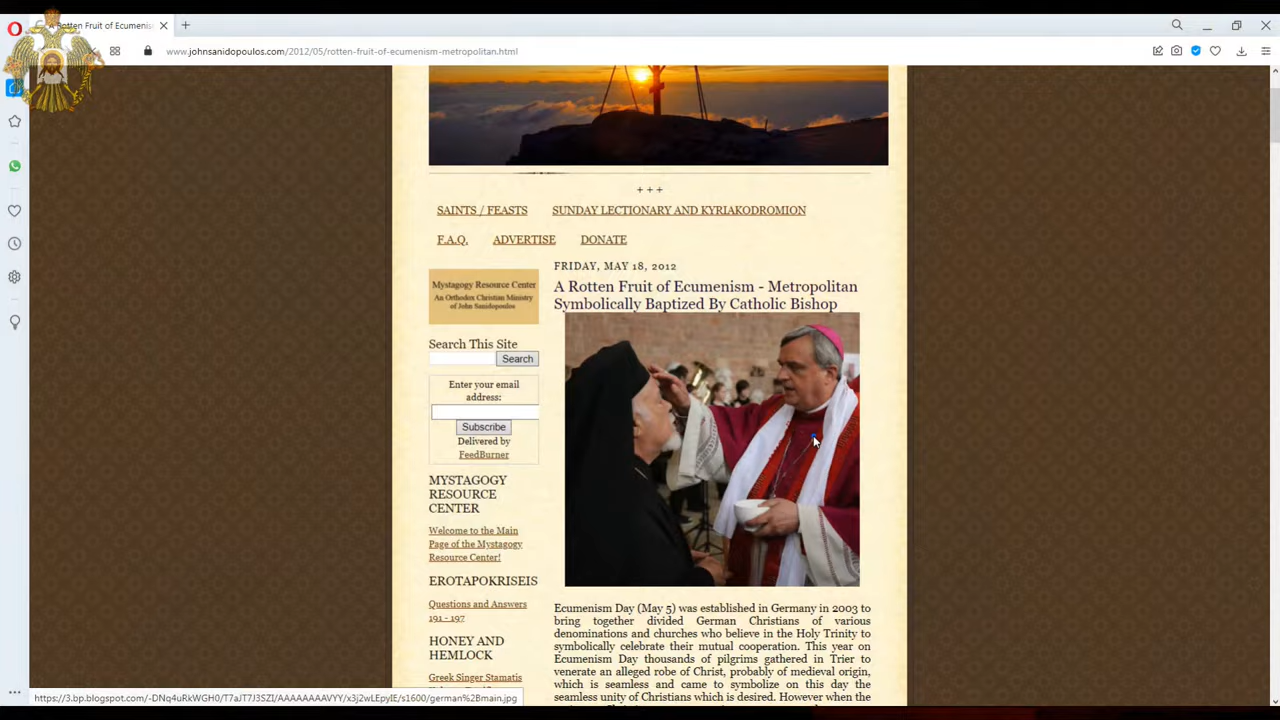 A Rotten Fruit of Ecumenis
www.johnsanidopoulos.com/2012/05/rotten-fruit-of-ecumenism-metropolitan.html
+ + +
SAINTS / FEASTS SUNDAY LECTIONARY AND KYRIAKODROMION
F.A.Q. ADVERTISE DONATE
Mystagogy Resource Center
An Orthodox Christian Ministry
of John Sanidopoulos
Search This Site
Search
Enter your email
address:
Subscribe
Delivered by
FeedBurner
MYSTAGOGY
RESOURCE
CENTER
Welcome to the Main
Page of the Mystagogy
Resource Center!
EROTAPOKRISEIS
Questions and Answers
191 - 197
HONEY AND
HEMLOCK
Greek Singer Stamatis
FRIDAY, MAY 18, 2012
A Rotten Fruit of Ecumenism - Metropolitan
Symbolically Baptized By Catholic Bishop
Ecumenism Day (May 5) was established in Germany in 2003 to
bring together divided German Christians of various
denominations and churches who believe in the Holy Trinity to
symbolically celebrate their mutual cooperation. This year on
Ecumenism Day thousands of pilgrims gathered in Trier to
venerate an alleged robe of Christ, probably of medieval origin,
which is seamless and came to symbolize on this day the
seamless unity of Christians which is desired. However when the
https://3.bp.blogspot.com/-DNq4uRkWGH0/T7aJT7J3SZI/AAAAAAAAVYY/x3j2wLEpyIE/s1600/german%2Bmain.jpg